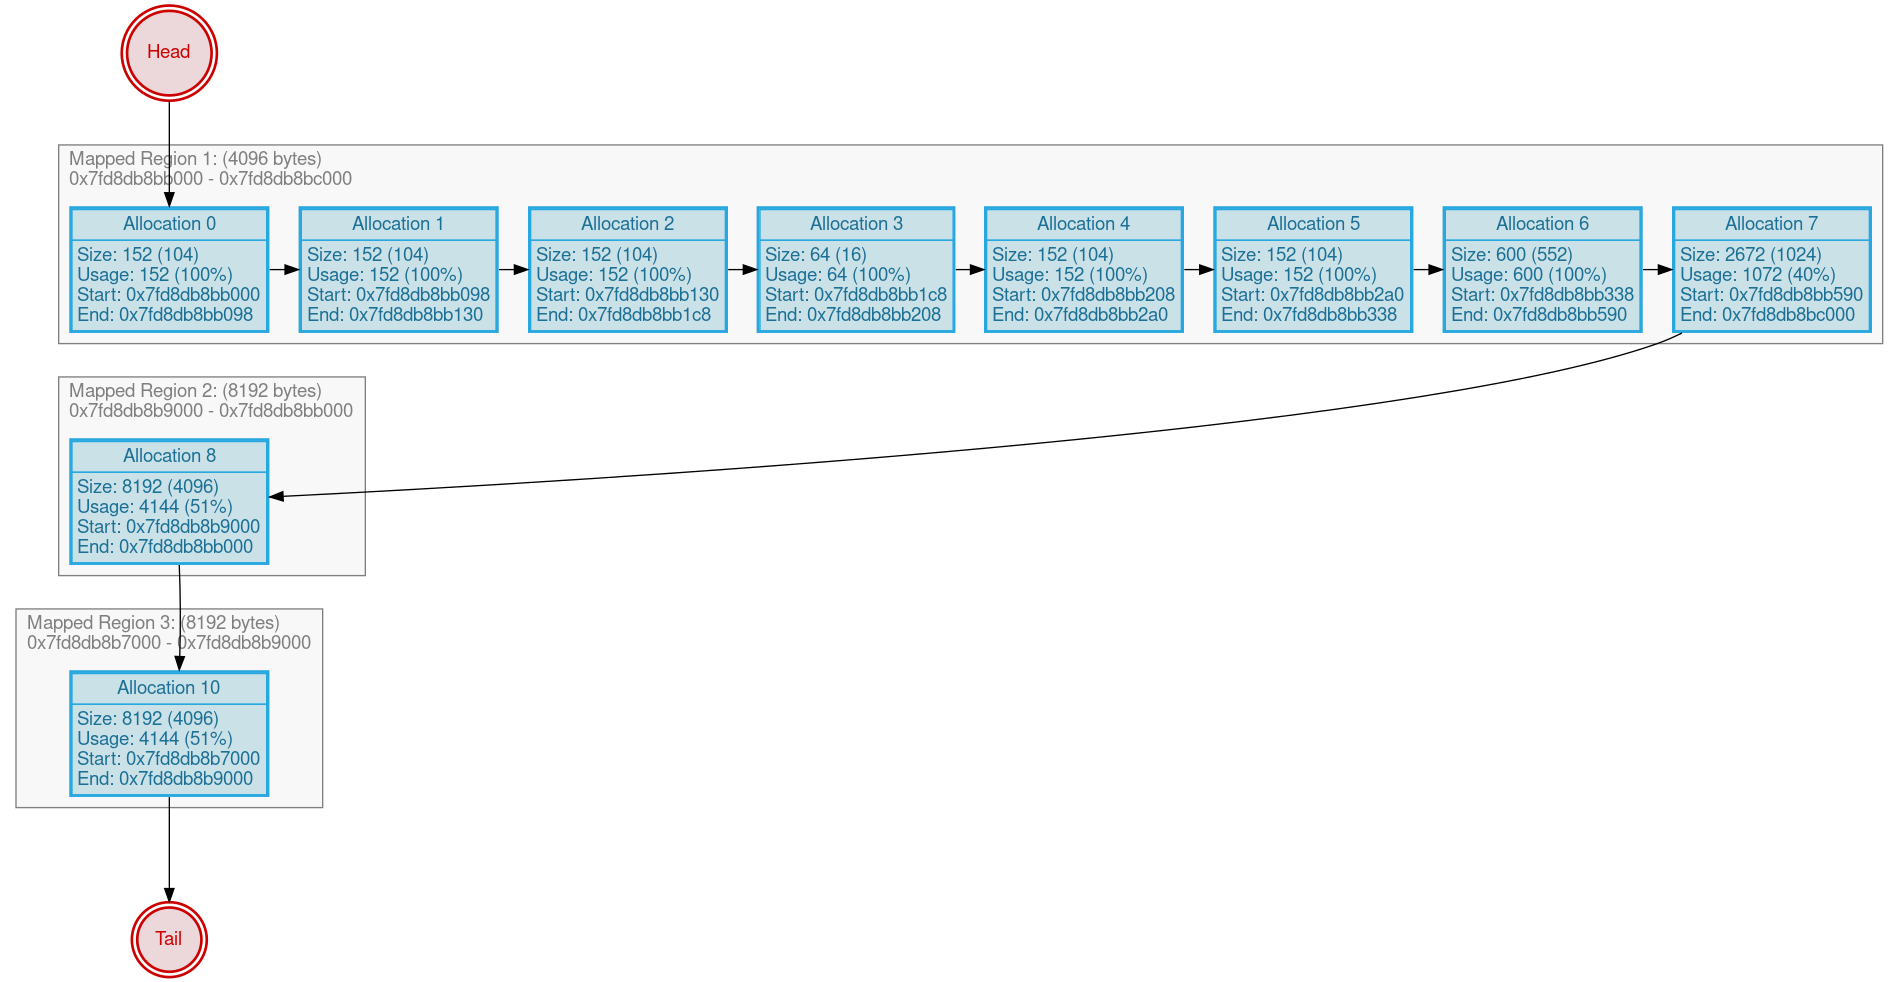 Head
Mapped Region 1: (4096 bytes)
0x7fd8db8bb000 - 0x7fd8db8bc000
Allocation 0
Size: 152 (104)
Usage: 152 (100%)
Start: 0x7fd8db8bb000
End: 0x7fd8db8bb098
Allocation 1
Size: 152 (104)
Usage: 152 (100%)
Start: 0x7fd8db8bb098
End: 0x7fd8db8bb130
Allocation 2
Size: 152 (104)
Usage: 152 (100%)
Start: 0x7fd8db8bb130
End: 0x7fd8db8bb1c8
Allocation 3
Size: 64 (16)
Usage: 64 (100%)
Start: 0x7fd8db8bb1c8
End: 0x7fd8db8bb208
Allocation 4
Size: 152 (104)
Usage: 152 (100%)
Start: 0x7fd8db8bb208
End: 0x7fd8db8bb2a0
Allocation 5
Size: 152 (104)
Usage: 152 (100%)
Start: 0x7fd8db8bb2a0
End: 0x7fd8db8bb338
Allocation 6
Size: 600 (552)
Usage: 600 (100%)
Start: 0x7fd8db8bb338
End: 0x7fd8db8bb590
Allocation 7
Size: 2672 (1024)
Usage: 1072 (40%)
Start: 0x7fd8db8bb590
End: 0x7fd8db8bc000
Mapped Region 2: (8192 bytes)
0x7fd8db8b9000 - 0x7fd8db8bb000
Allocation 8
Size: 8192 (4096)
Usage: 4144 (51%)
Start: 0x7fd8db8b9000
End: 0x7fd8db8bb000
Mapped Region 3: (8192 bytes)
0x7fd8db8b7000 - 0x7fd8db8b9000
Allocation 10
Size: 8192 (4096)
Usage: 4144 (51%)
Start: 0x7fd8db8b7000
End: 0x7fd8db8b9000
Tail